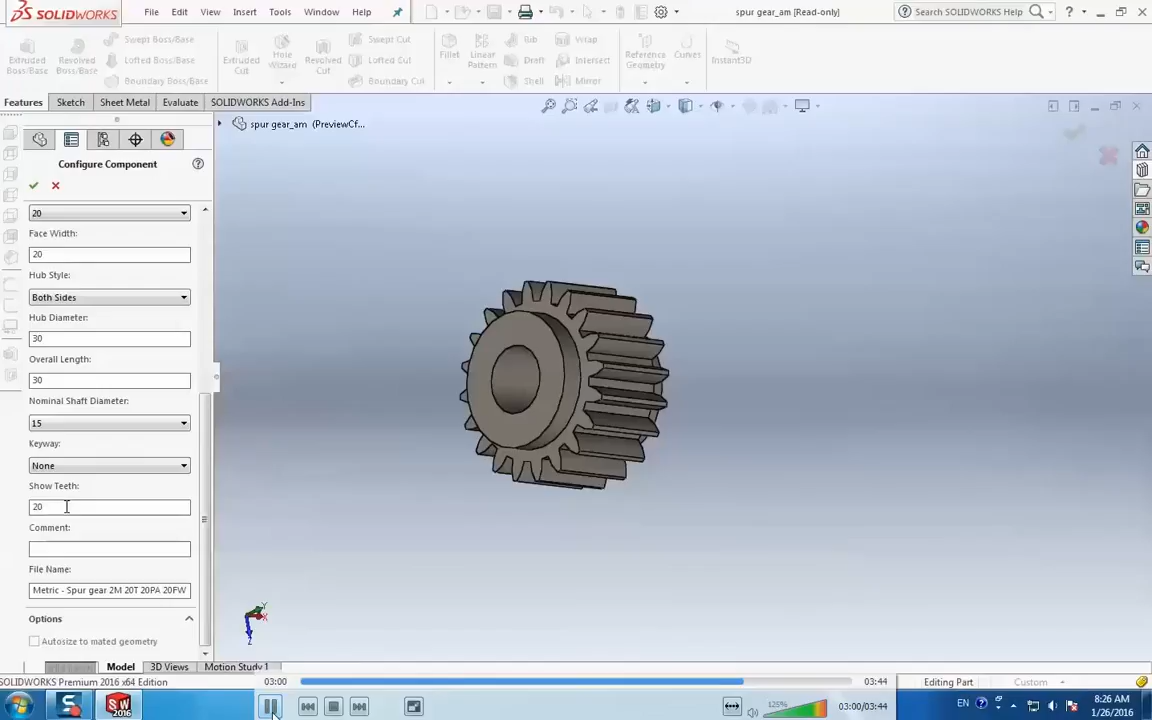 SOLIDWORKS File Edit View Insert Tools Window Help spur gear_am [Read-only] Search SOLIDWORKS Help ?
Extruded Boss/Base
Revolved Boss/Base
Swept Boss/Base
Lofted Boss/Base
Boundary Boss/Base
Extruded Cut
Hole Wizard
Revolved Cut
Swept Cut
Lofted Cut
Boundary Cut
Fillet
Linear Pattern
Rib
Draft
Shell
Wrap
Intersect
Mirror
Reference Geometry
Curves
Instant3D
Features Sketch Sheet Metal Evaluate SOLIDWORKS Add-Ins
spur gear_am (PreviewCf...
Configure Component
20
Face Width:
20
Hub Style:
Both Sides
Hub Diameter:
30
Overall Length:
30
Nominal Shaft Diameter:
15
Keyway:
None
Show Teeth:
20
Comment:
File Name:
Metric - Spur gear 2M 20T 20PA 20FW
Options
Autosize to mated geometry
Y
X
Z
Model 3D Views Motion Study 1
SOLIDWORKS Premium 2016 x64 Edition 03:00 03:44 Editing Part Custom
S SW 2016 125% 03:00/03:44 EN 8:26 AM
1/26/2016